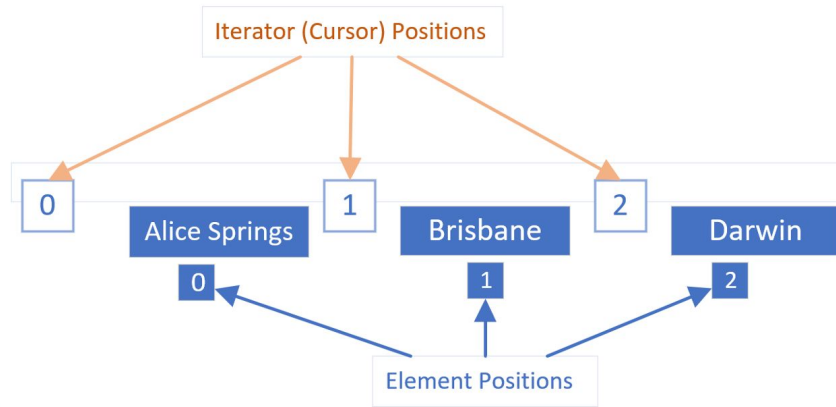 Iterator (Cursor) Positions
0 1 2
Alice Springs Brisbane Darwin
0 1 2
Element Positions